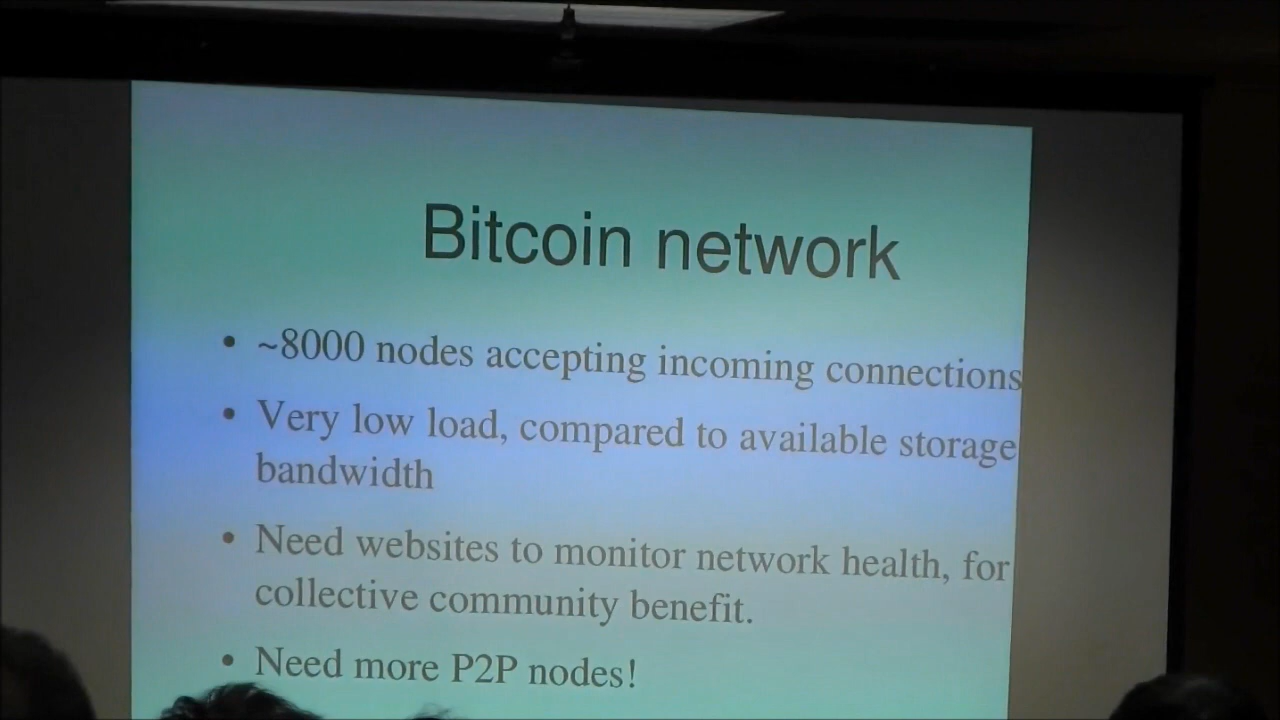 Bitcoin network
• ~8000 nodes accepting incoming connections
• Very low load, compared to available storage
bandwidth
• Need websites to monitor network health, for
collective community benefit.
• Need more P2P nodes!